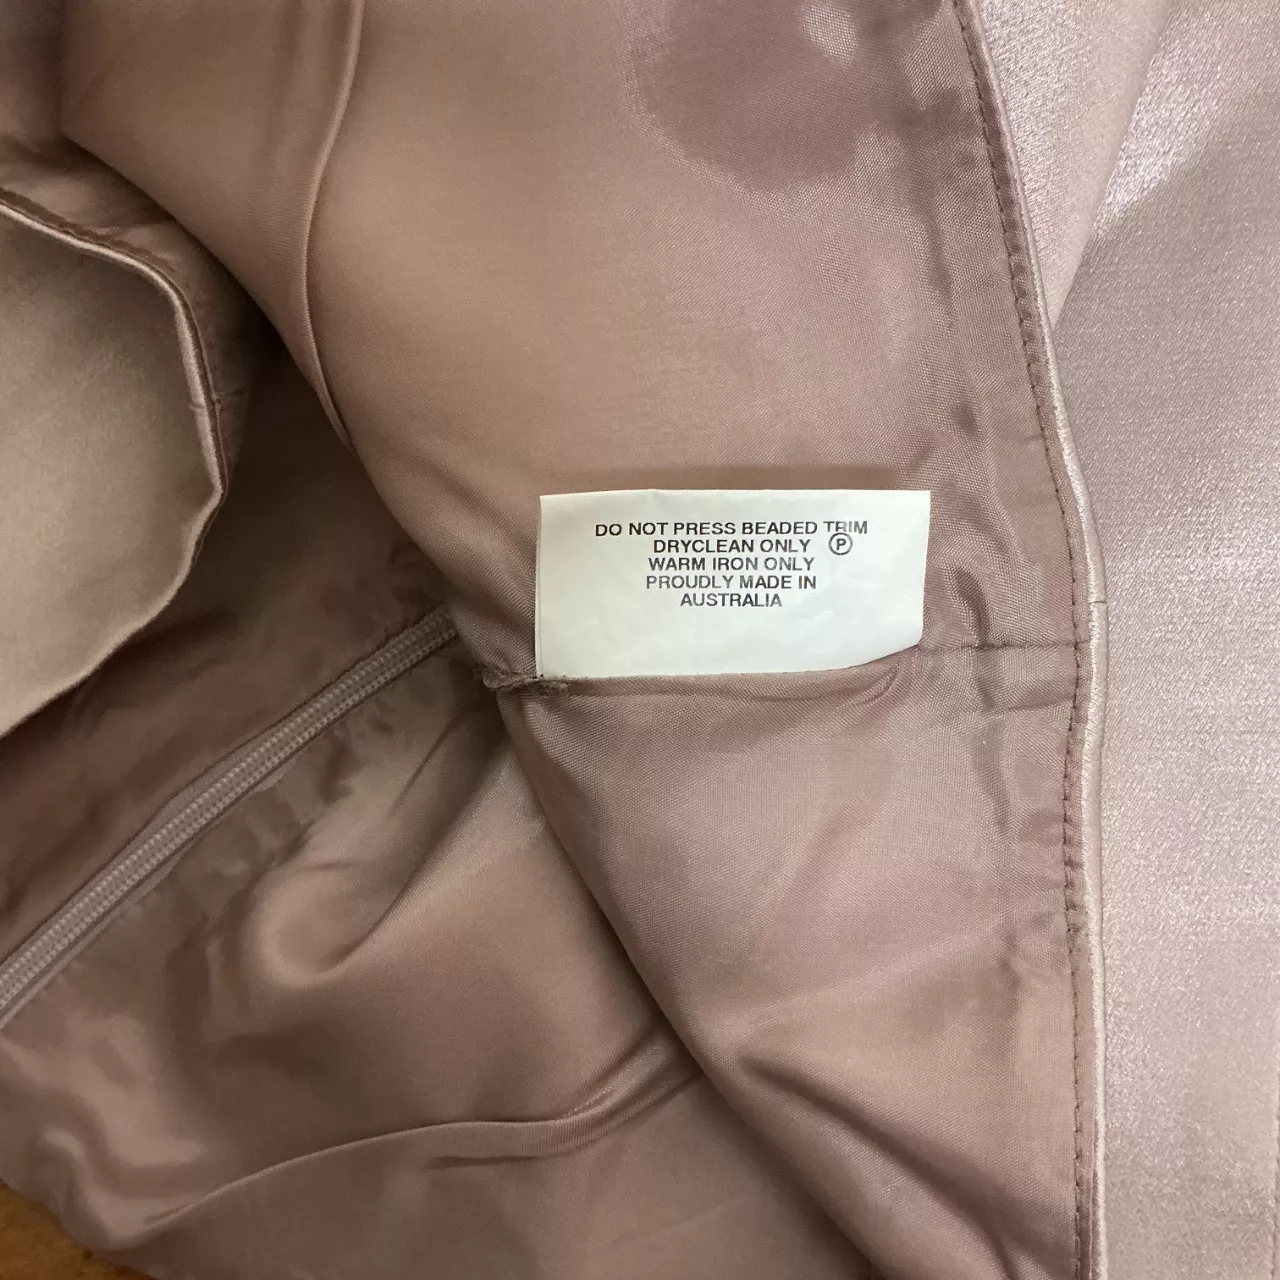 DO NOT PRESS BEADED TRIM
DRYCLEAN ONLY Ⓟ
WARM IRON ONLY
PROUDLY MADE IN
AUSTRALIA